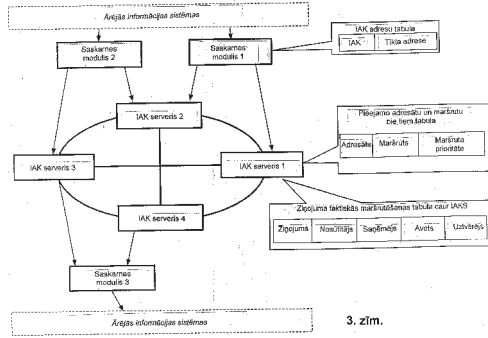 Ārējās informācijas sistēmas
Saskarnes
modulis 2
Saskarnes
modulis 1
IAK adresu tabula
IAK
Tīkla adrese
IAK serveris 2
Pieejamo adresātu un maršrutu
pie tiem tabula
Adresāts
Maršruts
Maršruta
prioritāte
IAK serveris 3
IAK serveris 1
IAK serveris 4
Ziņojuma faktiskās maršrutēšanas tabula caur IAKS
Ziņojums
Nosūtītājs
Saņēmējs
Avots
Uztvērējs
Saskarnes
modulis 3
Ārējās informācijas sistēmas
3. zīm.